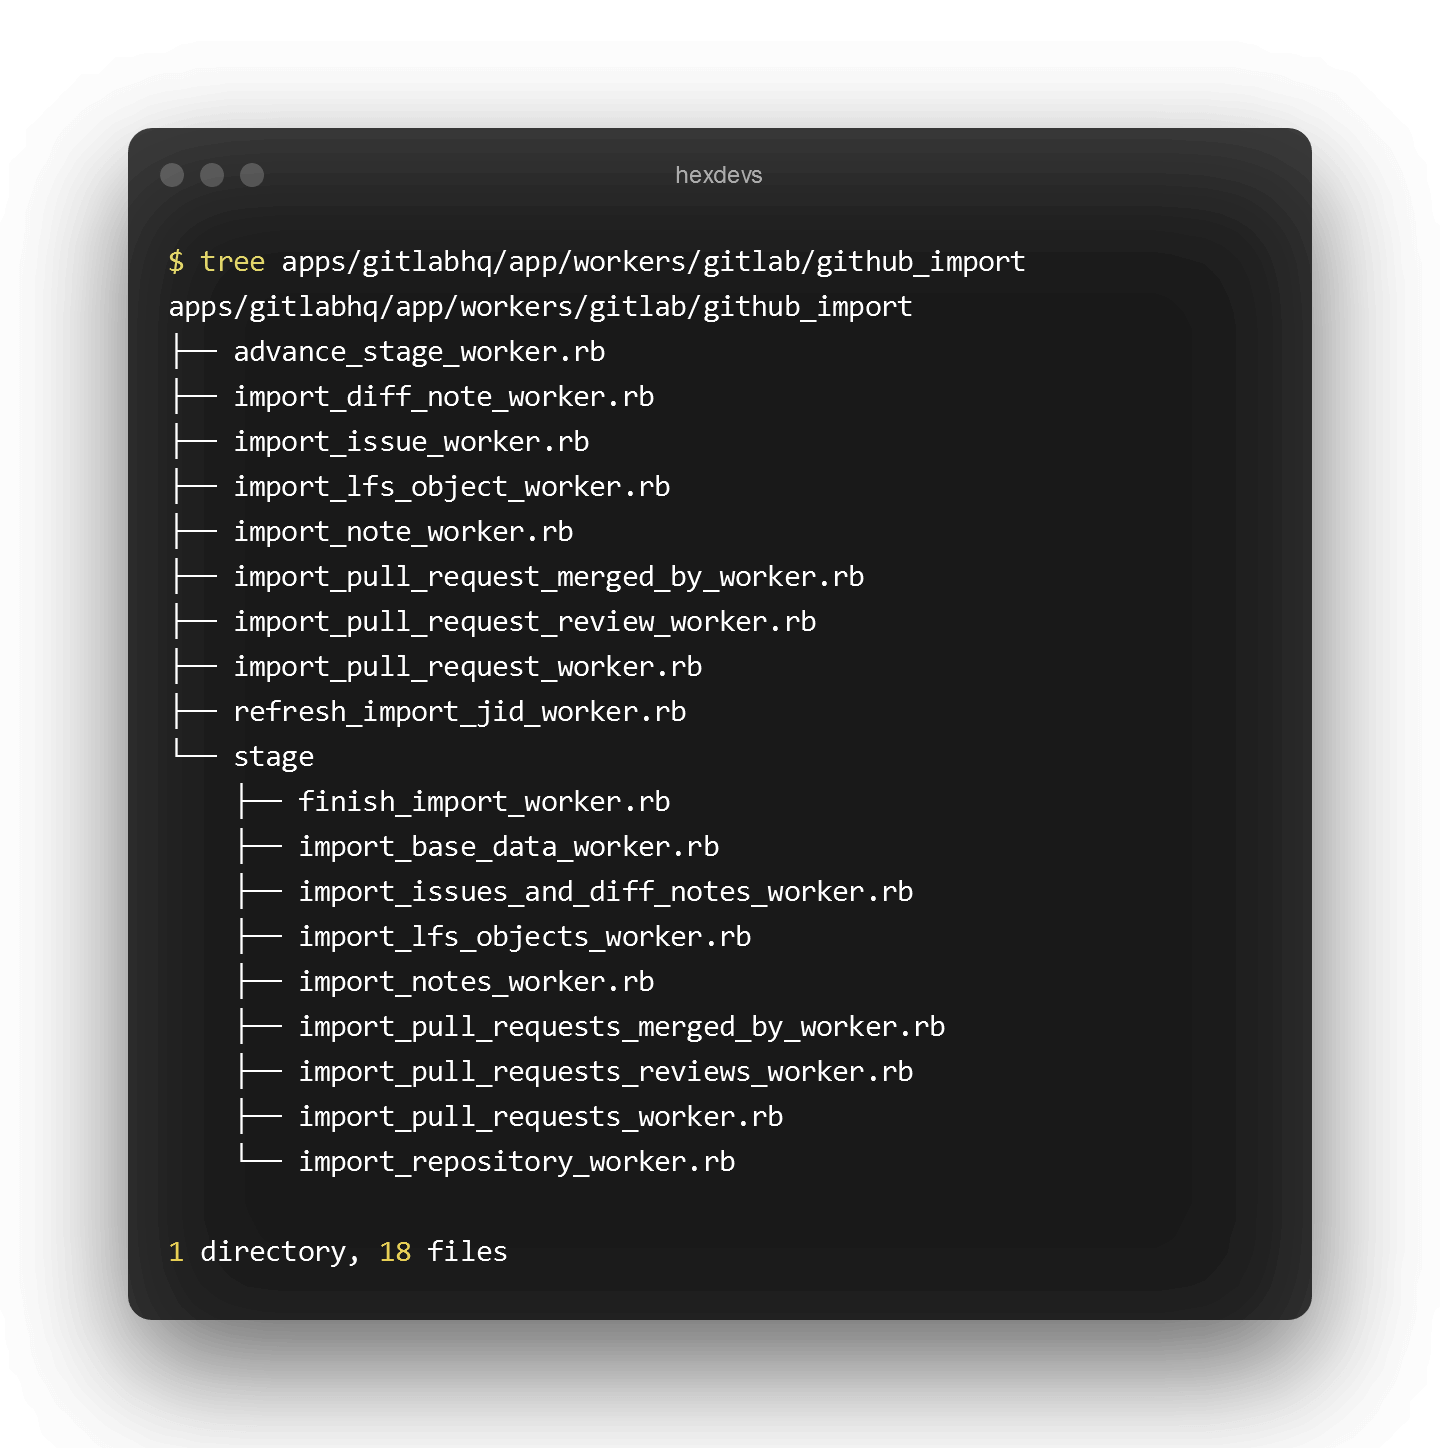 hexdevs
$ tree apps/gitlabhq/app/workers/gitlab/github_import
apps/gitlabhq/app/workers/gitlab/github_import
├── advance_stage_worker.rb
├── import_diff_note_worker.rb
├── import_issue_worker.rb
├── import_lfs_object_worker.rb
├── import_note_worker.rb
├── import_pull_request_merged_by_worker.rb
├── import_pull_request_review_worker.rb
├── import_pull_request_worker.rb
├── refresh_import_jid_worker.rb
└── stage
    ├── finish_import_worker.rb
    ├── import_base_data_worker.rb
    ├── import_issues_and_diff_notes_worker.rb
    ├── import_lfs_objects_worker.rb
    ├── import_notes_worker.rb
    ├── import_pull_requests_merged_by_worker.rb
    ├── import_pull_requests_reviews_worker.rb
    ├── import_pull_requests_worker.rb
    └── import_repository_worker.rb
1 directory, 18 files